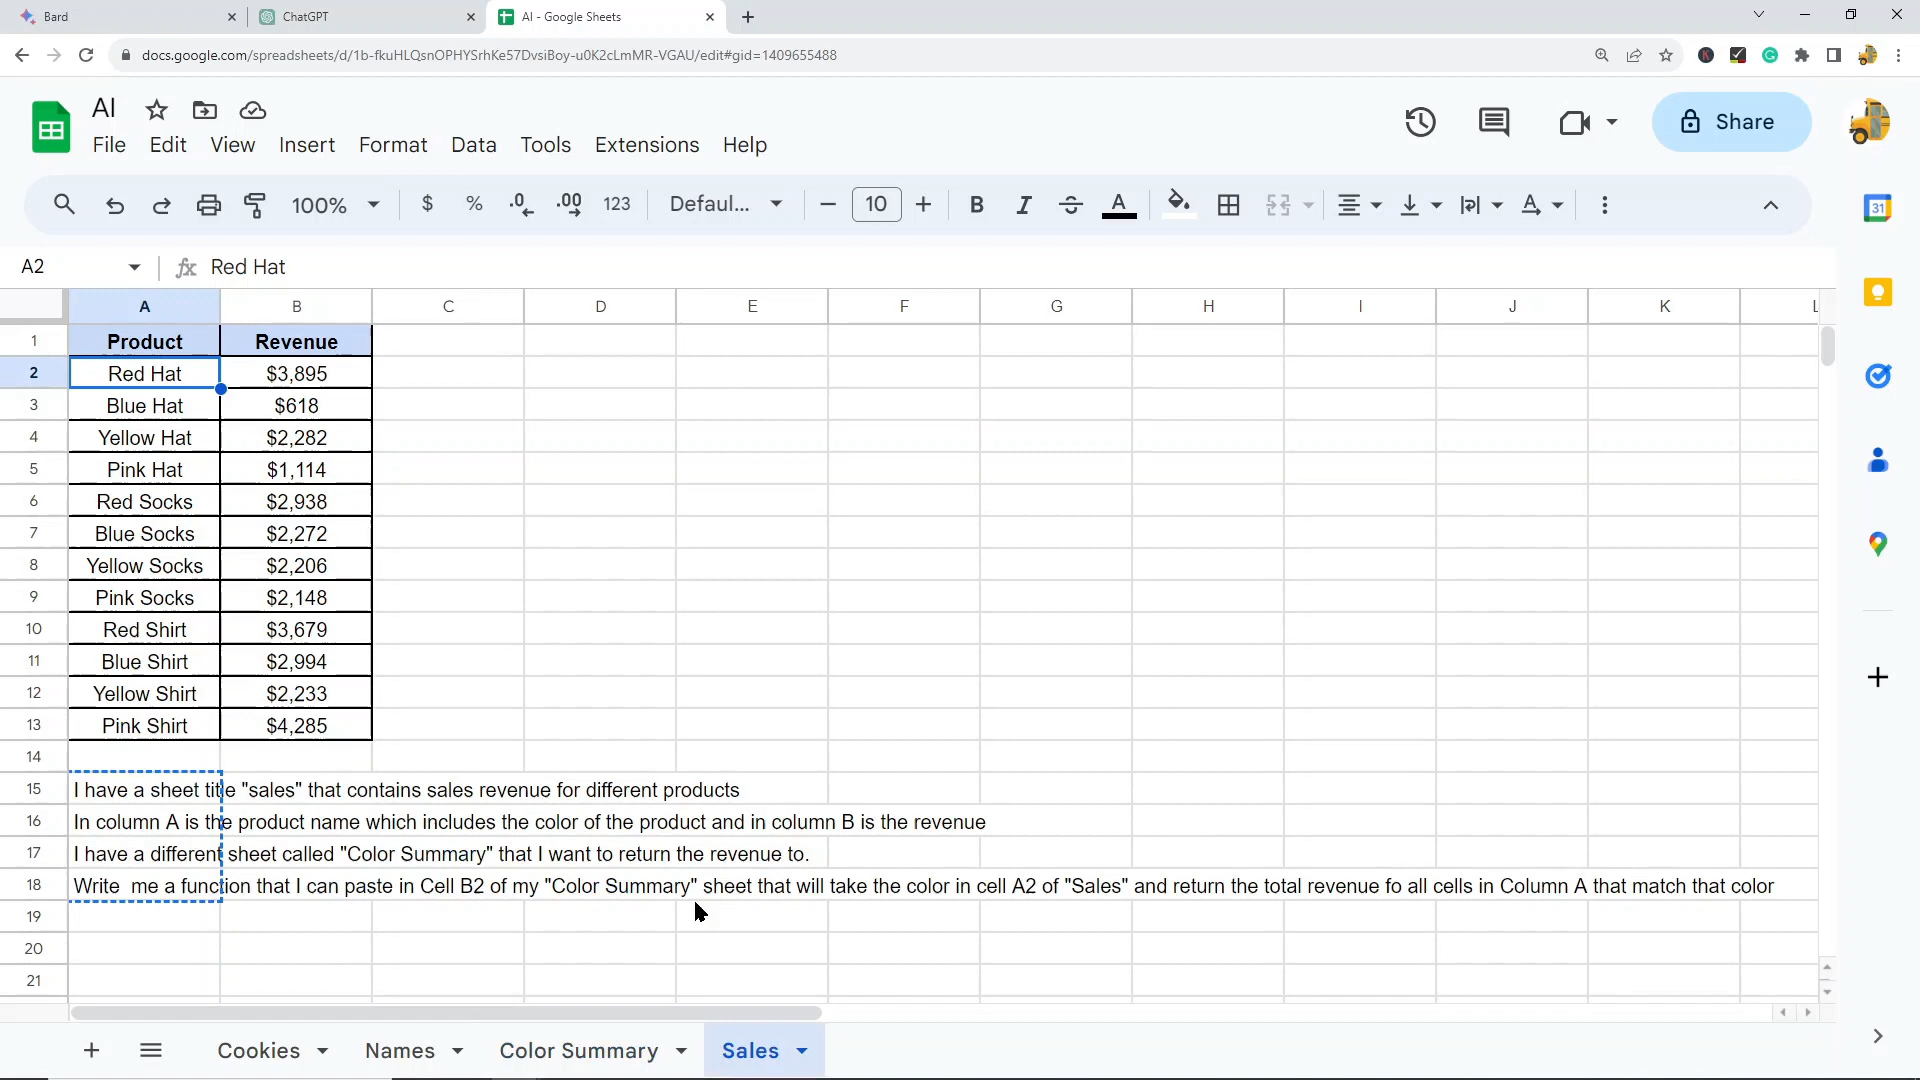 Bard
ChatGPT
AI - Google Sheets
docs.google.com/spreadsheets/d/1b-fkuHLQsnOPHYSrhKe57DvsiBoy-u0K2cLmMR-VGAU/edit#gid=1409655488
AI
File Edit View Insert Format Data Tools Extensions Help
Share
100% $ % .0 .00 123 Defaul... 10 B I A
31
A2 fx Red Hat
A B C D E F G H I J K L
1 Product Revenue
2 Red Hat $3,895
3 Blue Hat $618
4 Yellow Hat $2,282
5 Pink Hat $1,114
6 Red Socks $2,938
7 Blue Socks $2,272
8 Yellow Socks $2,206
9 Pink Socks $2,148
10 Red Shirt $3,679
11 Blue Shirt $2,994
12 Yellow Shirt $2,233
13 Pink Shirt $4,285
14
15 I have a sheet title "sales" that contains sales revenue for different products
16 In column A is the product name which includes the color of the product and in column B is the revenue
17 I have a different sheet called "Color Summary" that I want to return the revenue to.
18 Write me a function that I can paste in Cell B2 of my "Color Summary" sheet that will take the color in cell A2 of "Sales" and return the total revenue fo all cells in Column A that match that color
19
20
21
Cookies Names Color Summary Sales